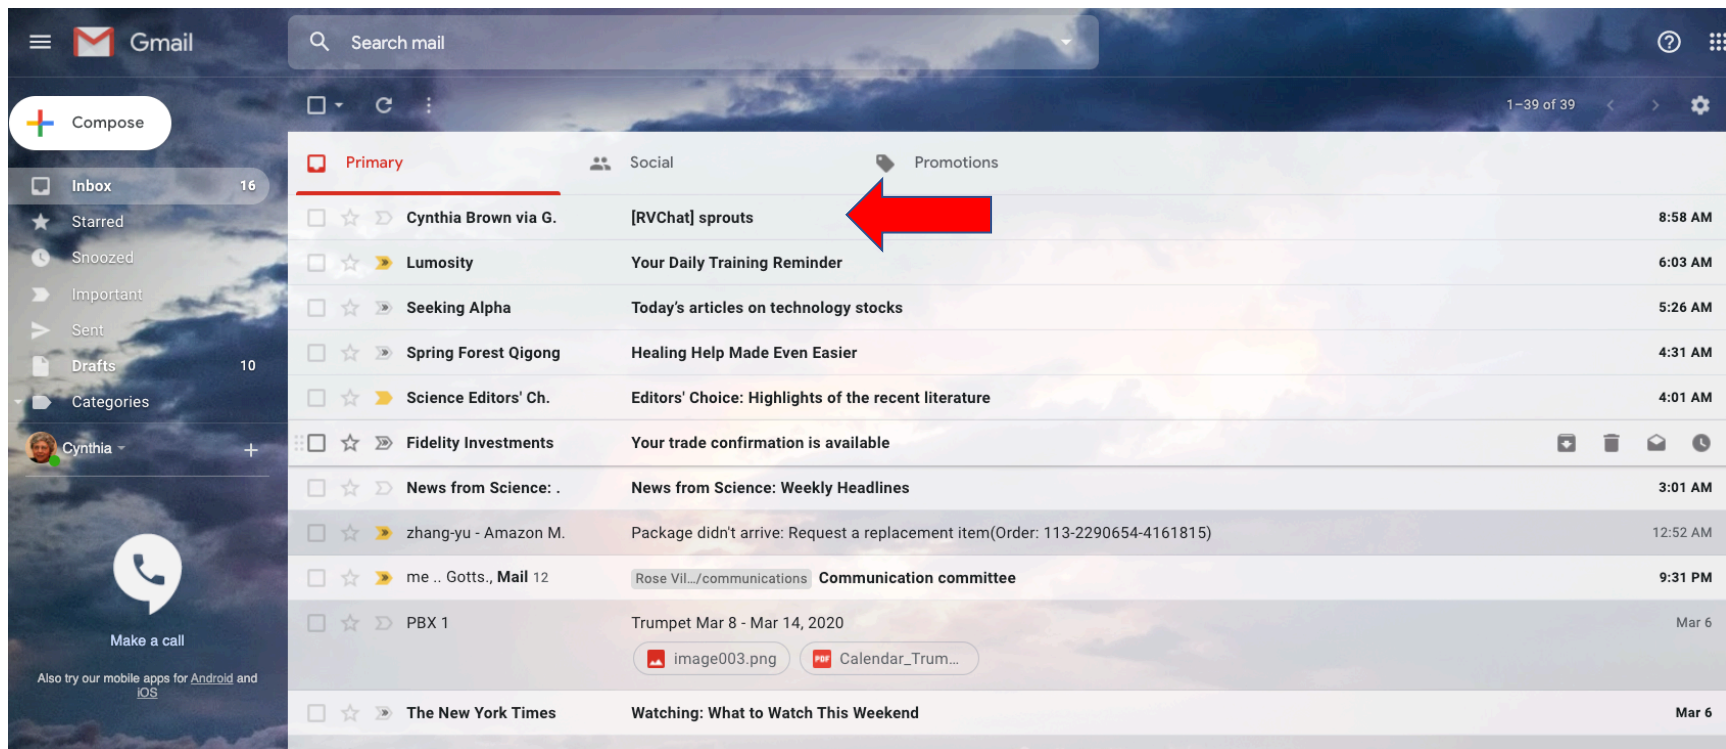 Gmail
Search mail
Compose
1–39 of 39
Inbox 16
Starred
Snoozed
Important
Sent
Drafts 10
Categories
Cynthia
Make a call
Also try our mobile apps for Android and
iOS
Primary Social Promotions
Cynthia Brown via G. [RVChat] sprouts 8:58 AM
Lumosity Your Daily Training Reminder 6:03 AM
Seeking Alpha Today’s articles on technology stocks 5:26 AM
Spring Forest Qigong Healing Help Made Even Easier 4:31 AM
Science Editors' Ch. Editors' Choice: Highlights of the recent literature 4:01 AM
Fidelity Investments Your trade confirmation is available
News from Science: . News from Science: Weekly Headlines 3:01 AM
zhang-yu - Amazon M. Package didn't arrive: Request a replacement item(Order: 113-2290654-4161815) 12:52 AM
me .. Gotts., Mail 12 Rose Vil…/communications Communication committee 9:31 PM
PBX 1 Trumpet Mar 8 - Mar 14, 2020 Mar 6
image003.png PDF Calendar_Trum…
The New York Times Watching: What to Watch This Weekend Mar 6